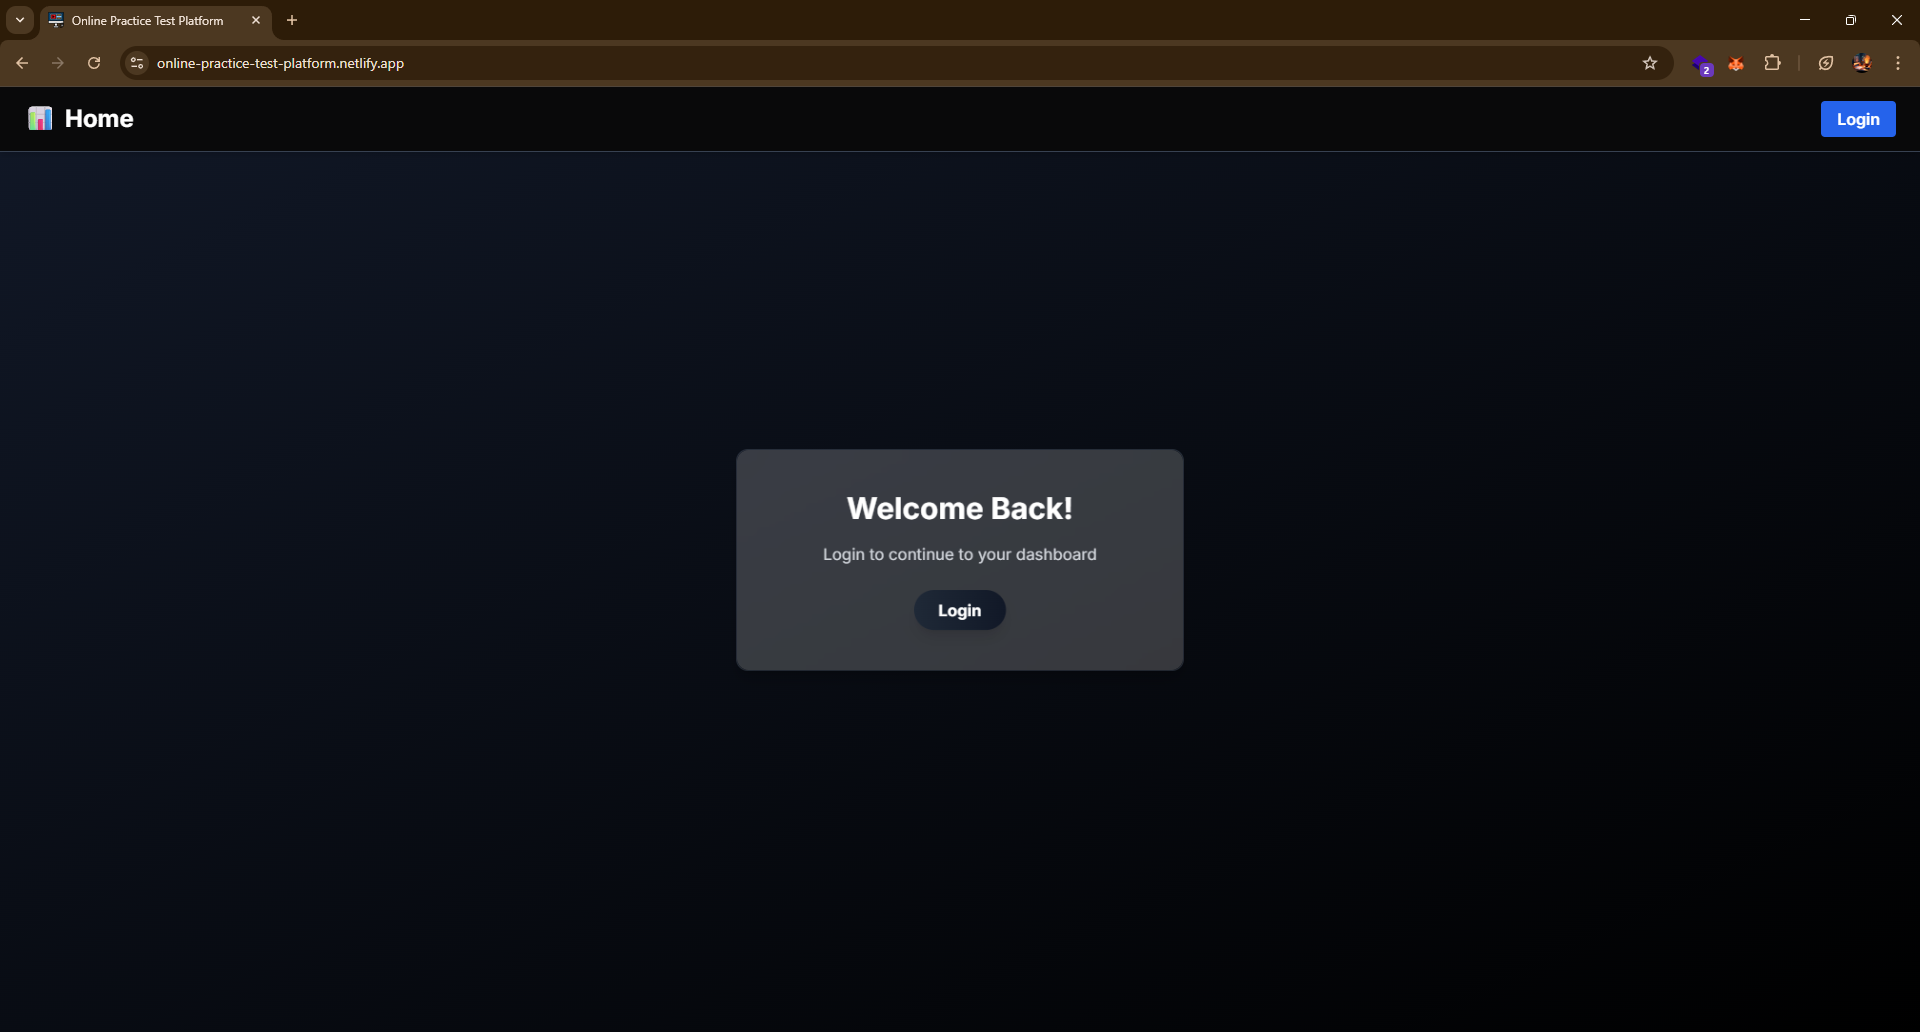 Online Practice Test Platform
online-practice-test-platform.netlify.app
2
Home
Login
Welcome Back!
Login to continue to your dashboard
Login